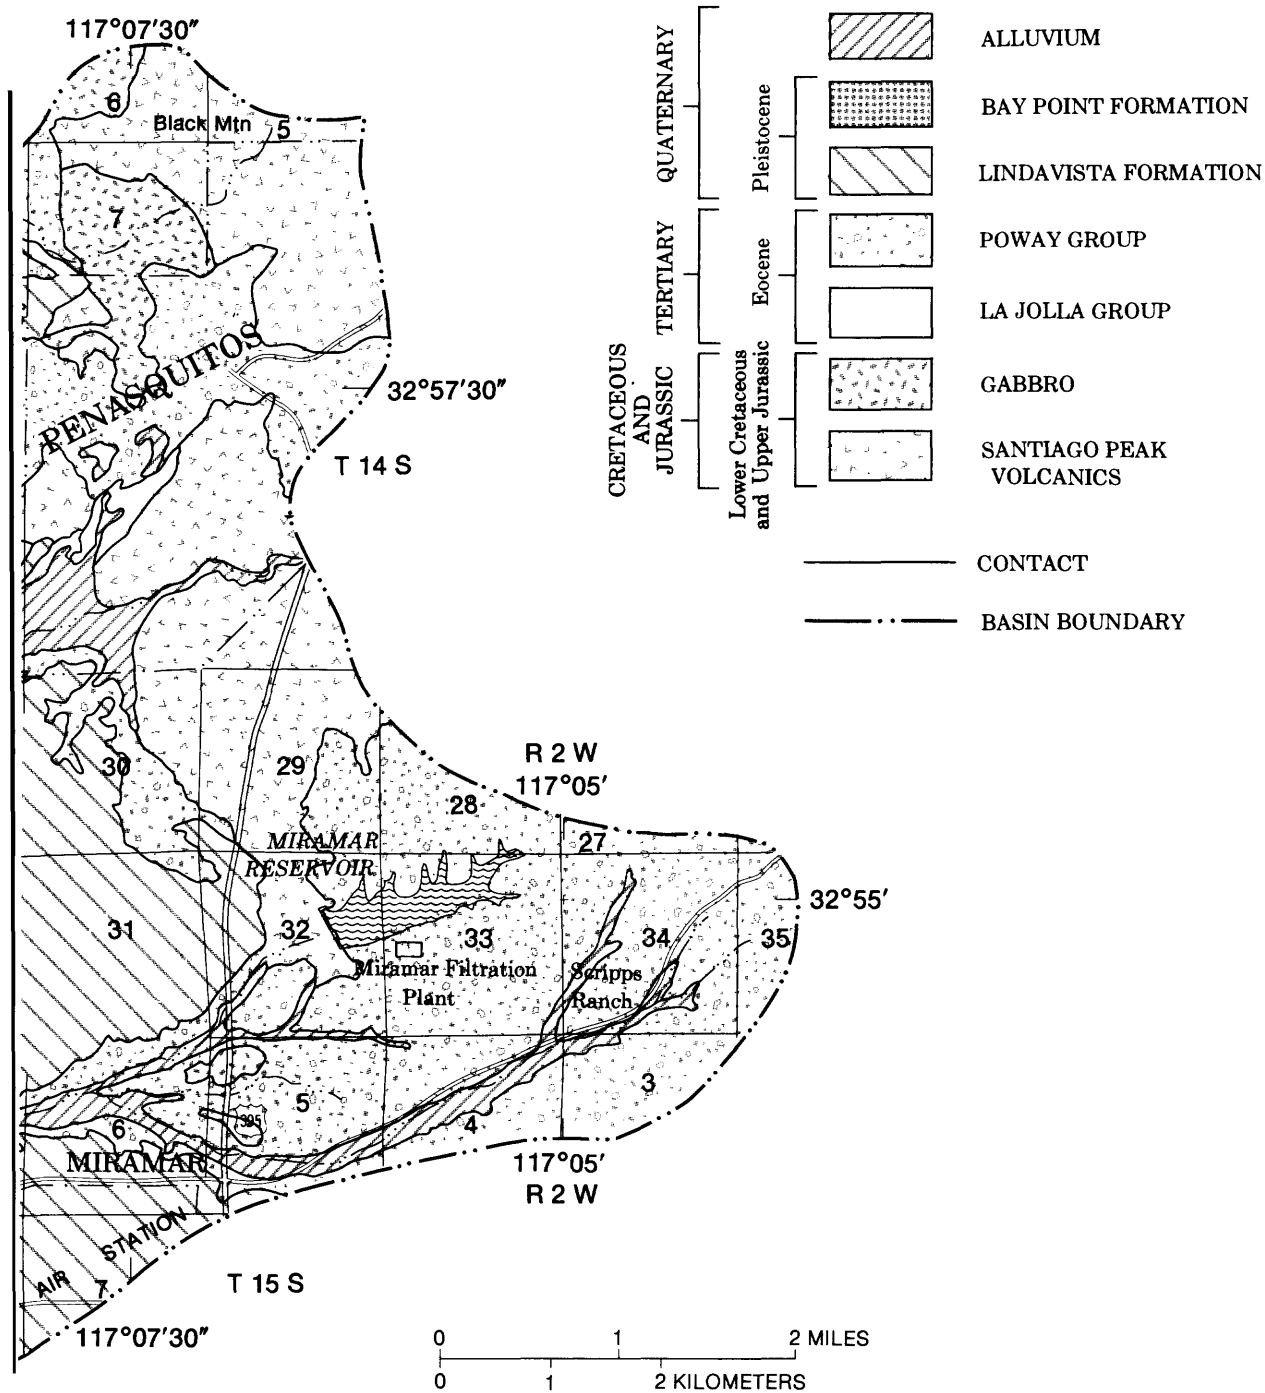 117°07'30"
6
Black Mtn
5
7
PENASQUITOS
32°57'30"
T 14 S
30
29
R 2 W
117°05'
28
27
MIRAMAR
RESERVOIR
32°55'
31
32
33
34
35
Miramar Filtration
Plant
Scripps
Ranch
3
5
395
4
6
MIRAMAR
117°05'
R 2 W
AIR STATION
7
T 15 S
117°07'30"
0 1 2 MILES
0 1 2 KILOMETERS
QUATERNARY
Pleistocene
ALLUVIUM
BAY POINT FORMATION
LINDAVISTA FORMATION
TERTIARY
Eocene
POWAY GROUP
LA JOLLA GROUP
CRETACEOUS
AND
JURASSIC
Lower Cretaceous
and Upper Jurassic
GABBRO
SANTIAGO PEAK
VOLCANICS
CONTACT
BASIN BOUNDARY